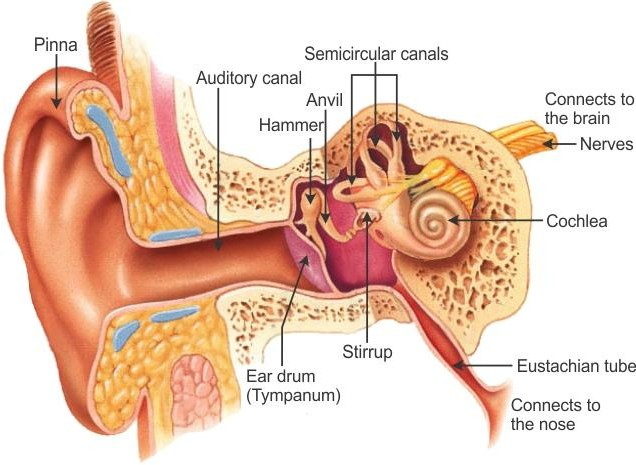 Pinna
Semicircular canals
Auditory canal
Anvil
Hammer
Connects to
the brain
Nerves
Cochlea
Stirrup
Ear drum
(Tympanum)
Eustachian tube
Connects to
the nose